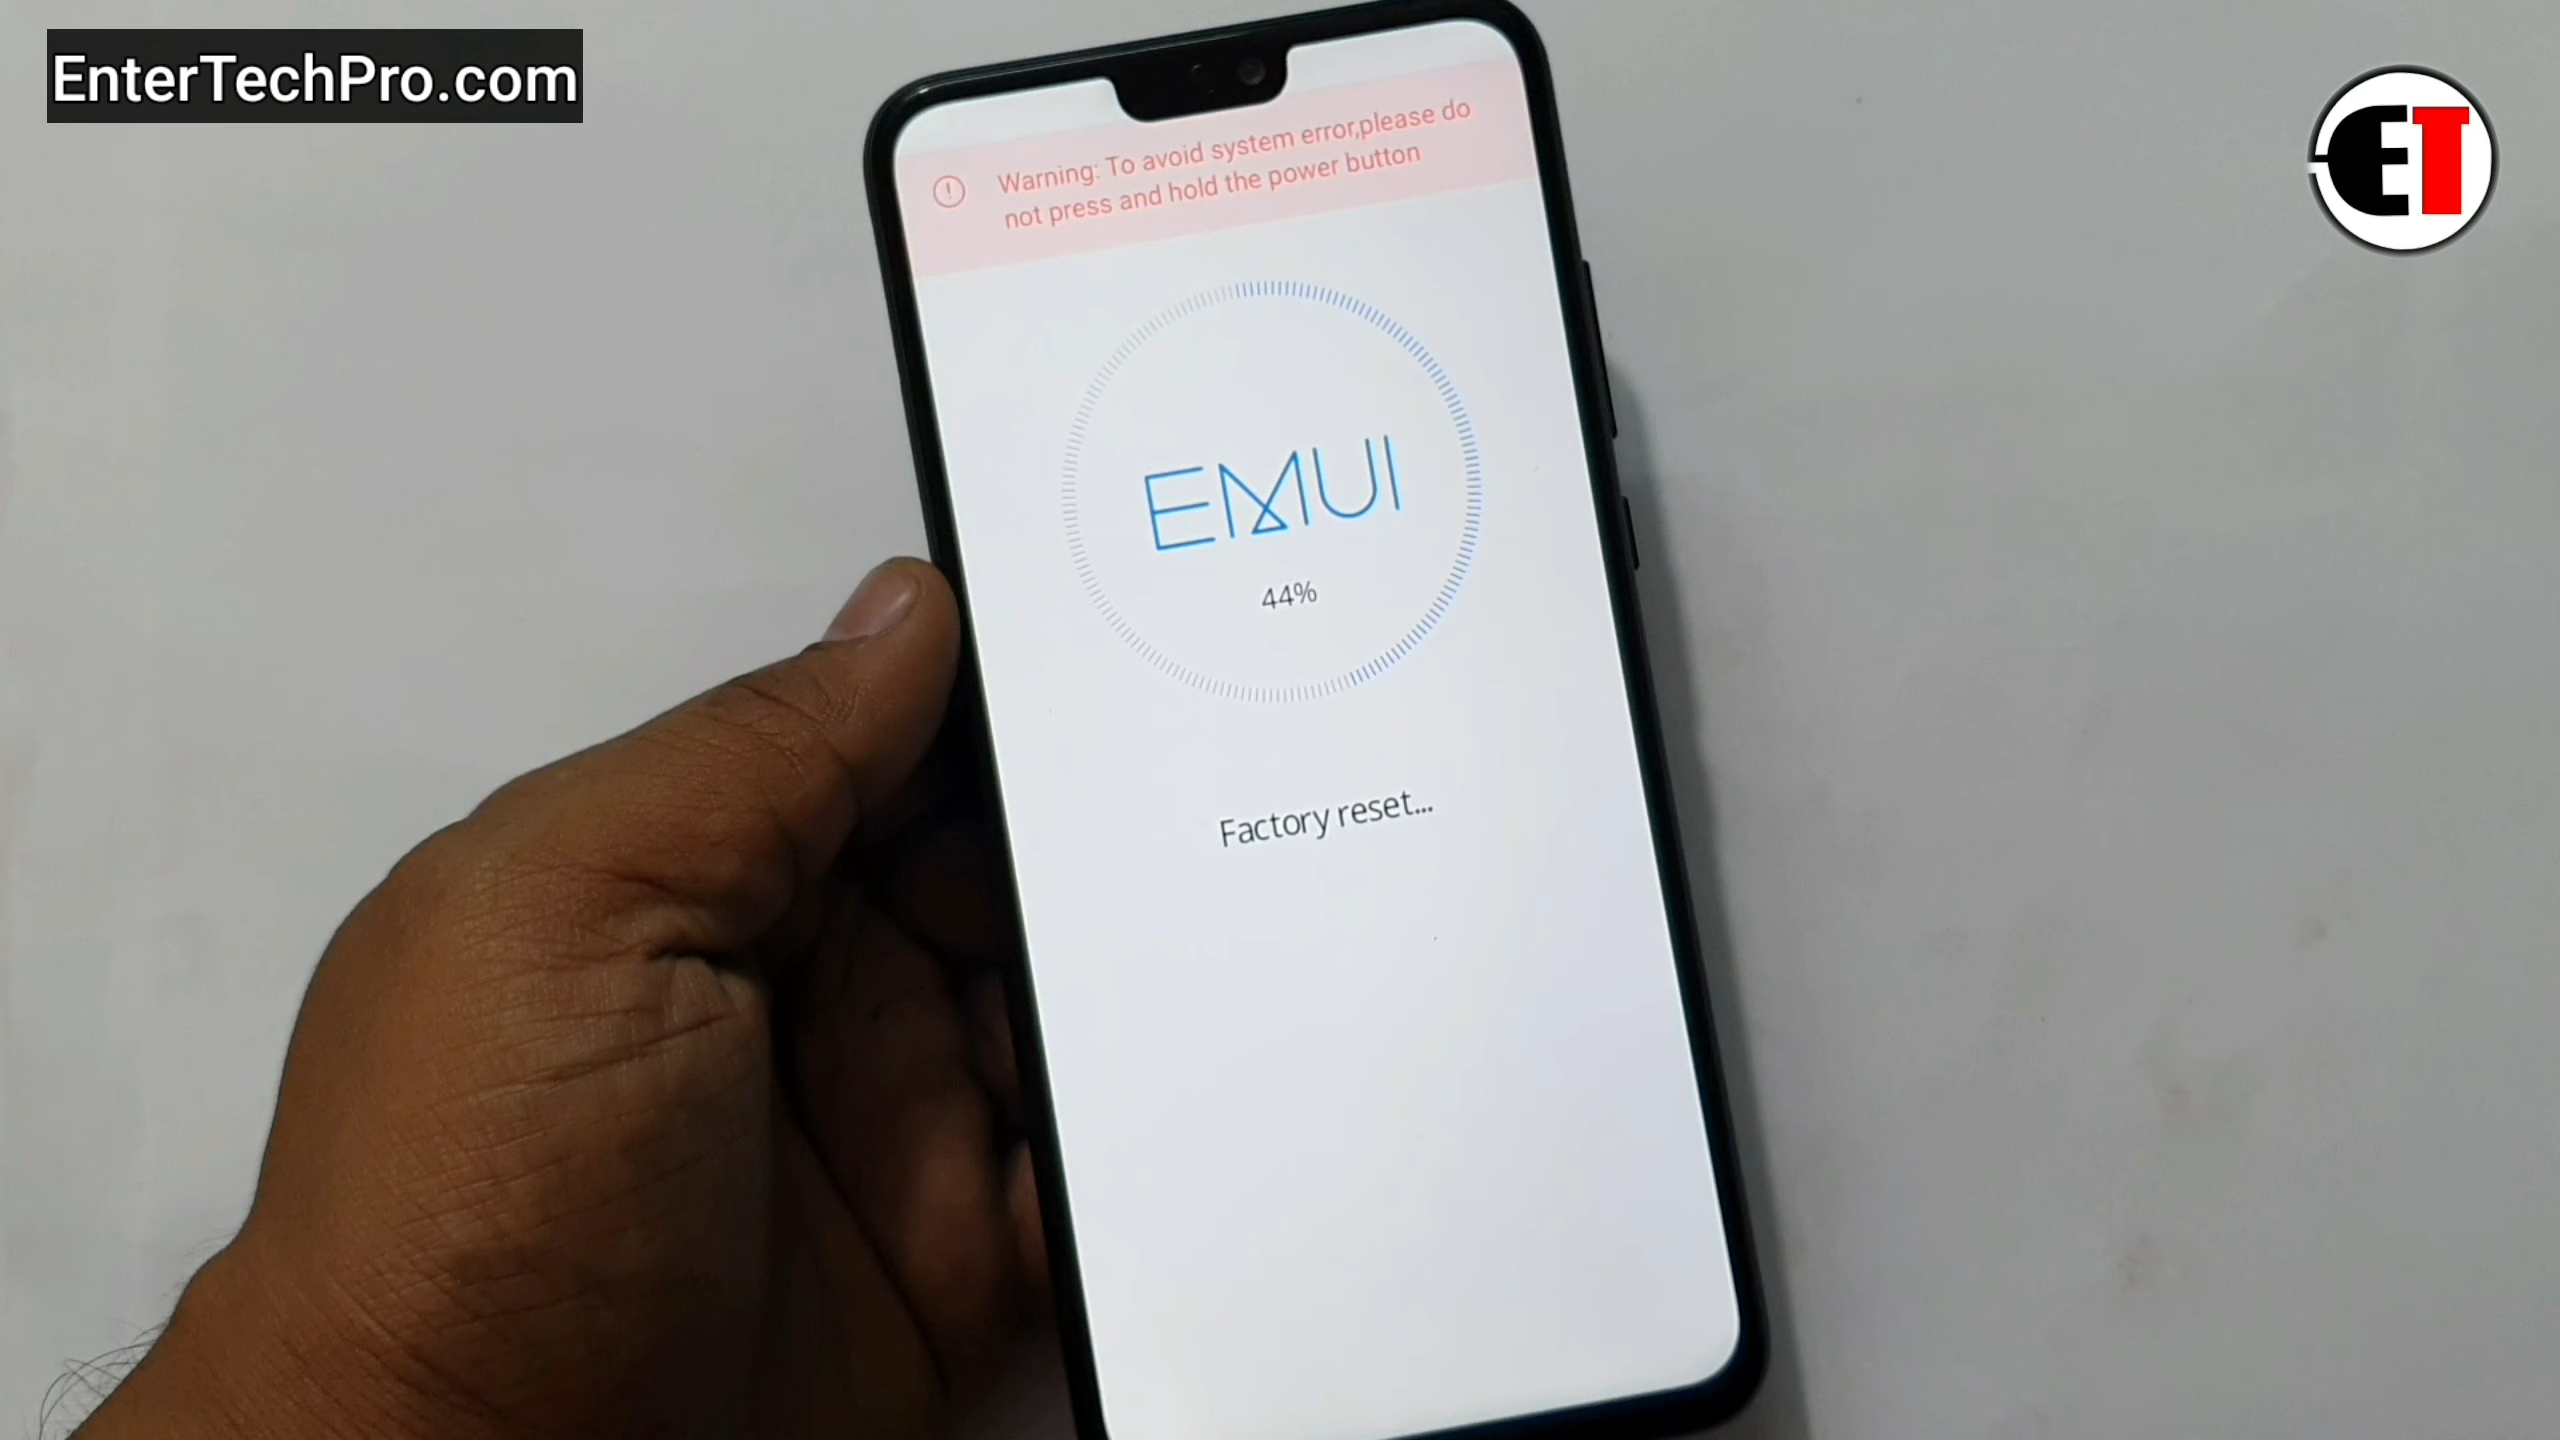 EnterTechPro.com
ET
Warning: To avoid system error,please do
not press and hold the power button
EMUI
44%
Factory reset...